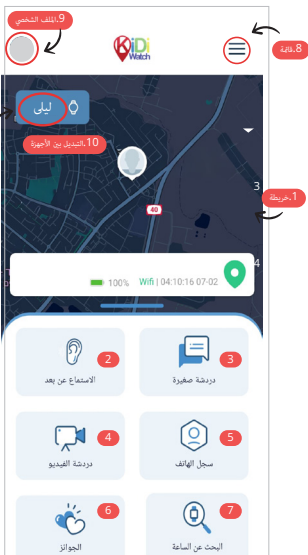 9.الملف الشخصي
KiDi
Watch
8.قائمة
ليلى
10.التبديل بين الأجهزة
3
1.خريطة
40
4
100% Wifi | 04:10:16 07-02
2
3
الاستماع عن بعد
دردشة صغيرة
4
5
دردشة الفيديو
سجل الهاتف
6
7
الجوائز
البحث عن الساعة